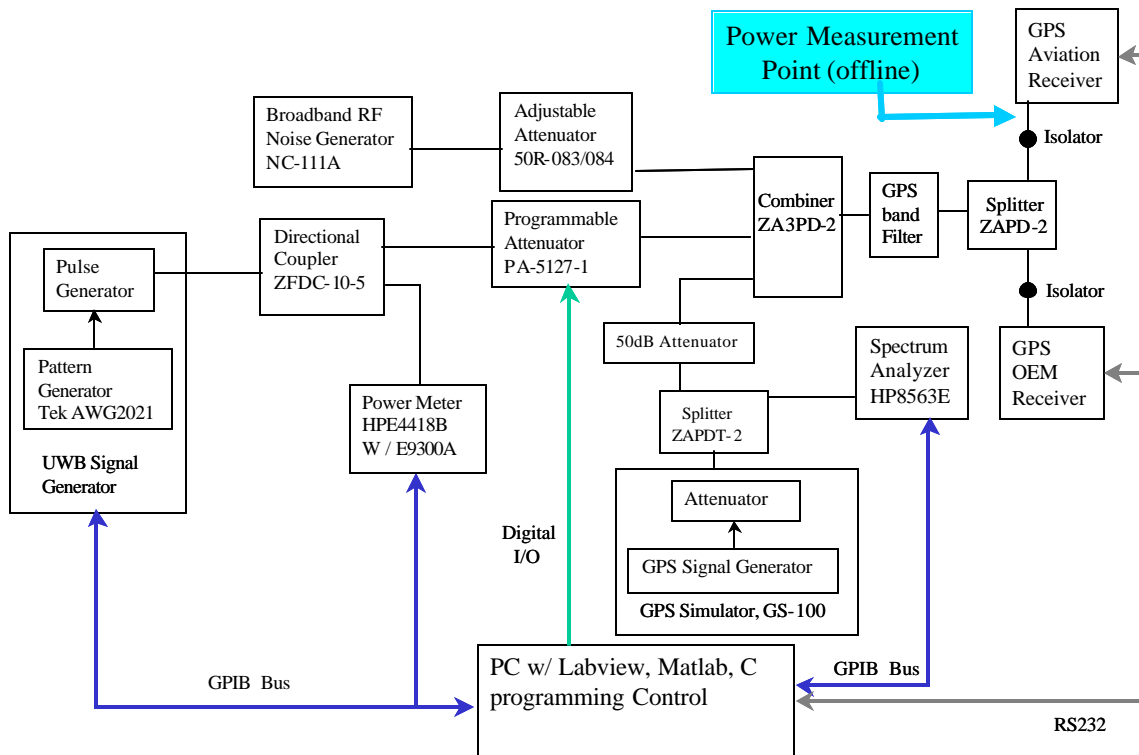 Power Measurement
Point (offline)
GPS
Aviation
Receiver
Broadband RF
Noise Generator
NC-111A
Adjustable
Attenuator
50R-083/084
Isolator
Combiner
ZA3PD-2
GPS
band
Filter
Splitter
ZAPD-2
Pulse
Generator
Directional
Coupler
ZFDC-10-5
Programmable
Attenuator
PA-5127-1
Isolator
Pattern
Generator
Tek AWG2021
50dB Attenuator
Spectrum
Analyzer
HP8563E
GPS
OEM
Receiver
Power Meter
HPE4418B
W / E9300A
Splitter
ZAPDT-2
UWB Signal
Generator
Attenuator
Digital
I/O
GPS Signal Generator
GPS Simulator, GS-100
PC w/ Labview, Matlab, C
programming Control
GPIB Bus
GPIB Bus
RS232